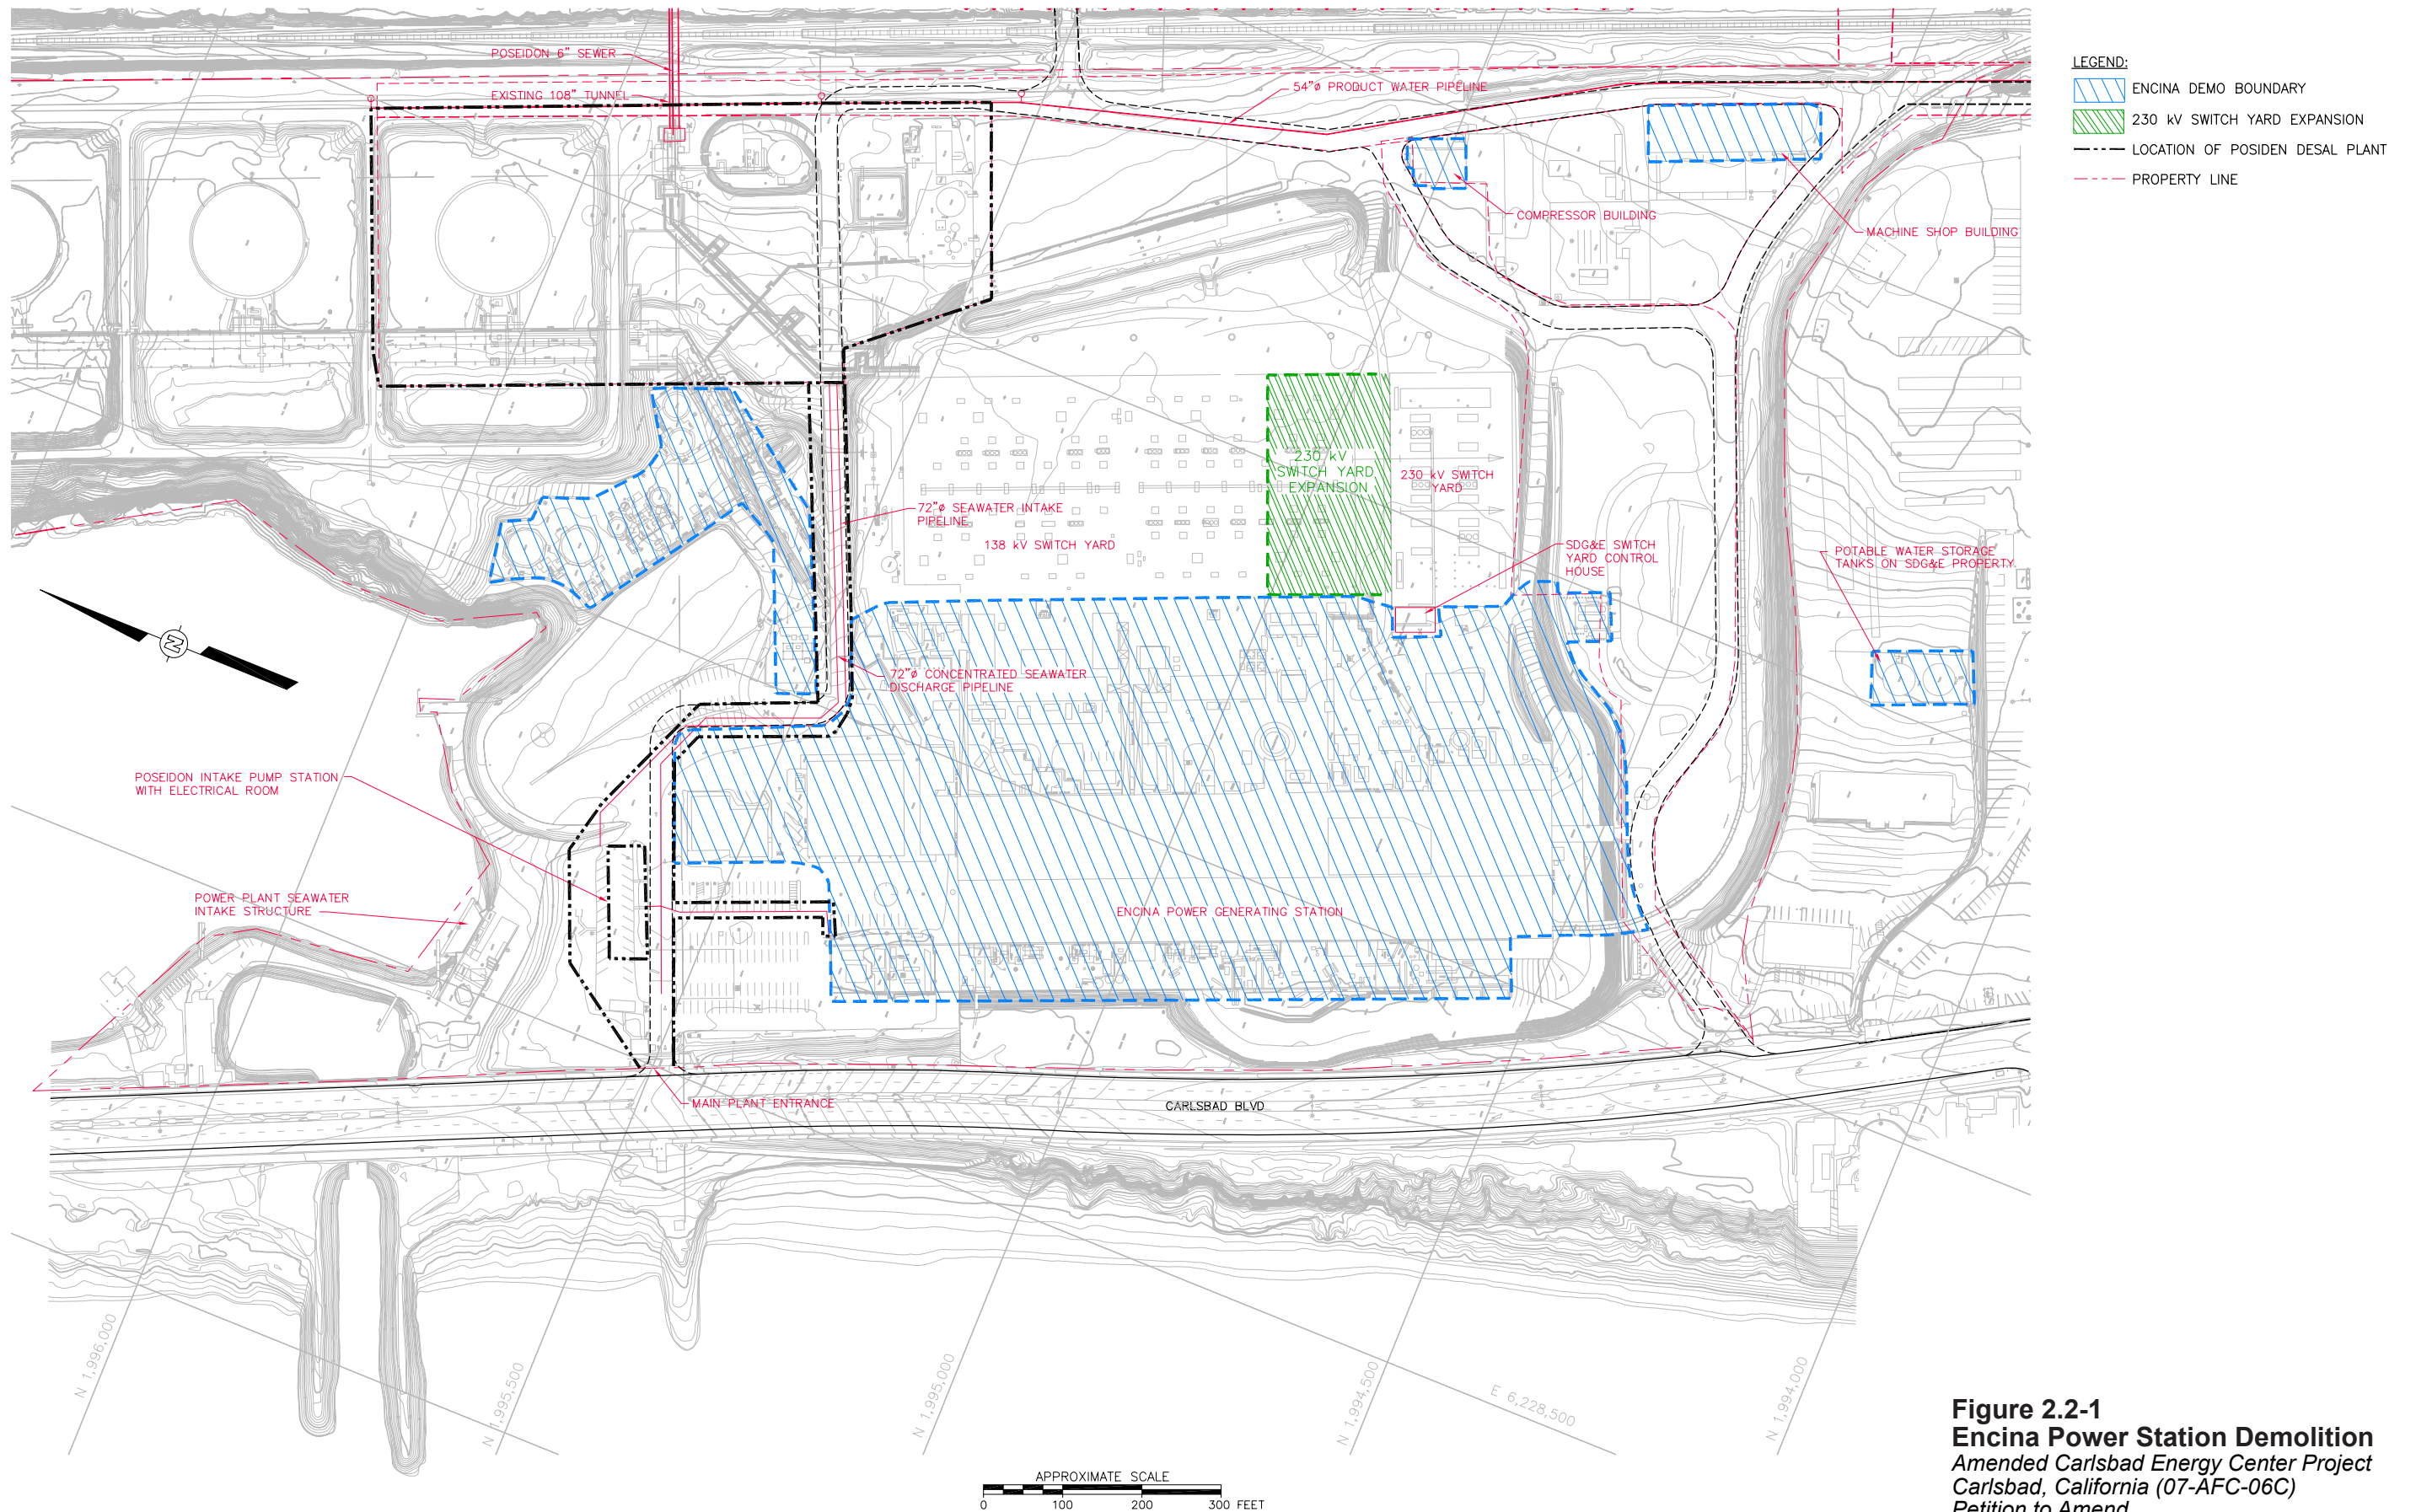 POSEIDON 6" SEWER
EXISTING 108" TUNNEL
54"ø PRODUCT WATER PIPELINE
LEGEND:
ENCINA DEMO BOUNDARY
230 kV SWITCH YARD EXPANSION
LOCATION OF POSIDEN DESAL PLANT
PROPERTY LINE
COMPRESSOR BUILDING
MACHINE SHOP BUILDING
230 kV
SWITCH YARD
EXPANSION
230 kV SWITCH
YARD
72"ø SEAWATER INTAKE
PIPELINE
138 kV SWITCH YARD
SDG&E SWITCH
YARD CONTROL
HOUSE
POTABLE WATER STORAGE
TANKS ON SDG&E PROPERTY
N
72"ø CONCENTRATED SEAWATER
DISCHARGE PIPELINE
POSEIDON INTAKE PUMP STATION
WITH ELECTRICAL ROOM
POWER PLANT SEAWATER
INTAKE STRUCTURE
ENCINA POWER GENERATING STATION
MAIN PLANT ENTRANCE
CARLSBAD BLVD
N 1,996,000
N 1,995,500
N 1,995,000
N 1,994,500
E 6,228,500
N 1,994,000
APPROXIMATE SCALE
0 100 200 300 FEET
Figure 2.2-1
Encina Power Station Demolition
Amended Carlsbad Energy Center Project
Carlsbad, California (07-AFC-06C)
Petition to Amend